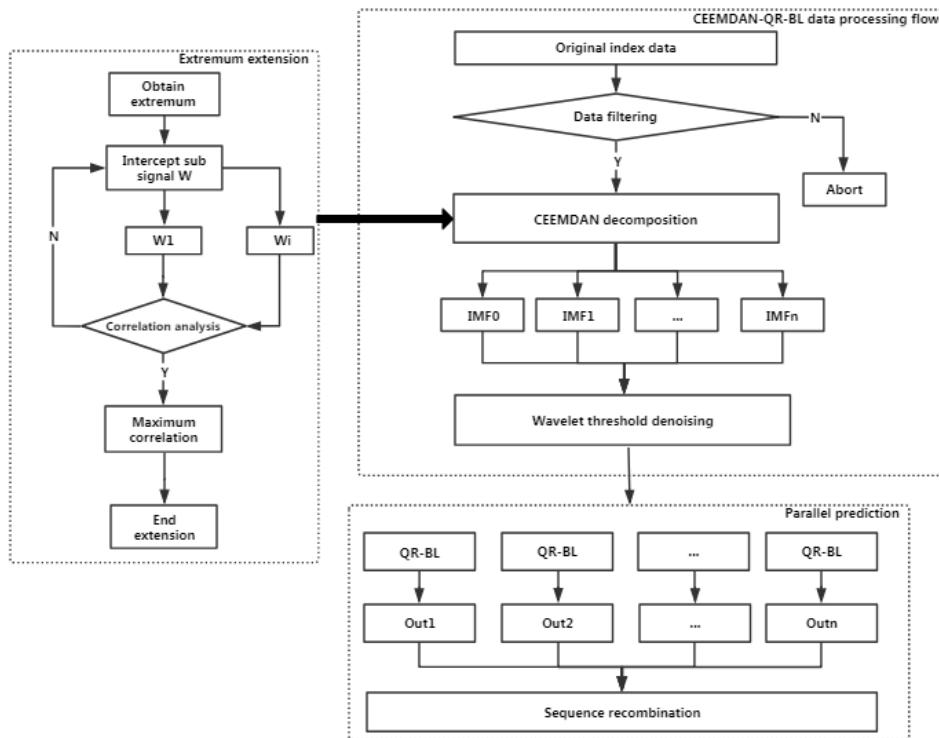 Extremum extension
Obtain
extremum
Intercept sub
signal W
N
W1
Wi
Correlation analysis
Y
Maximum
correlation
End
extension
CEEMDAN-QR-BL data processing flow
Original index data
Data filtering
N
Y
Abort
CEEMDAN decomposition
IMF0
IMF1
...
IMFn
Wavelet threshold denoising
Parallel prediction
QR-BL
QR-BL
...
QR-BL
Out1
Out2
...
Outn
Sequence recombination